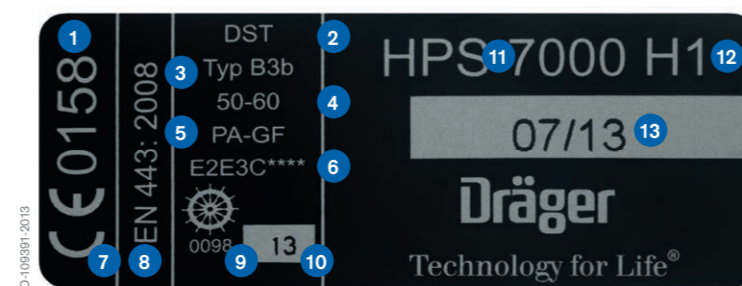 1
CE 0158
7
EN 443: 2008
8
DST 2
3 Typ B3b
50-60 4
5 PA-GF
E2E3C**** 6
0098 13
9 10
HPS 11 7000 H1 12
07/13 13
Dräger
Technology for Life®
D-109391-2013